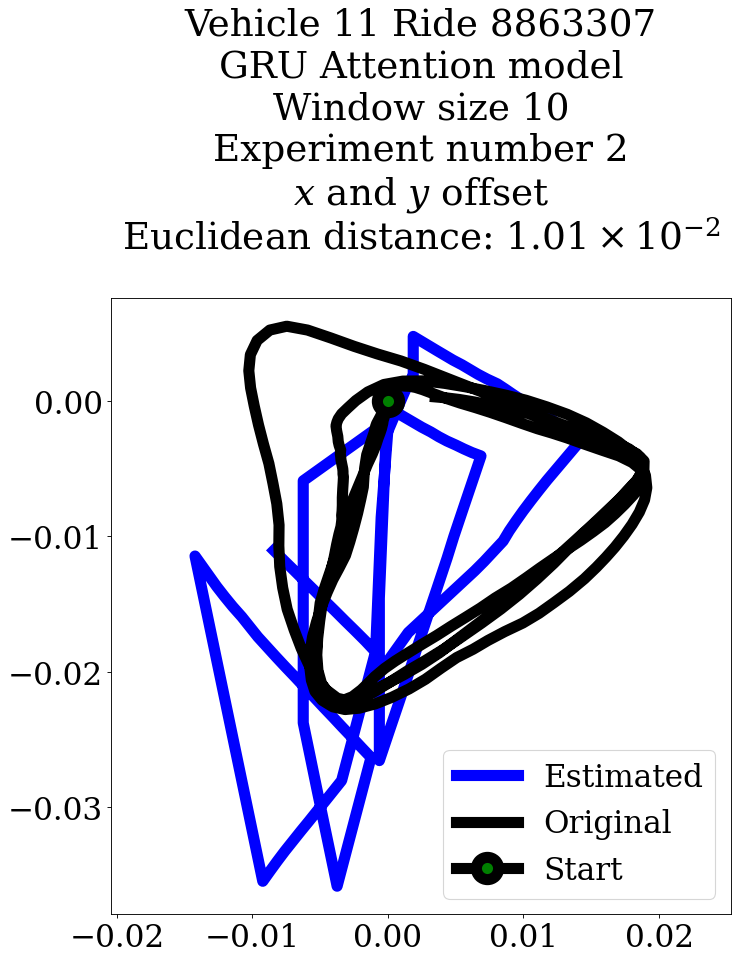 Vehicle 11 Ride 8863307
GRU Attention model
Window size 10
Experiment number 2
x and y offset
Euclidean distance: 1.01 × 10⁻²
0.00
−0.01
−0.02
−0.03
Estimated
Original
Start
−0.02 −0.01 0.00 0.01 0.02